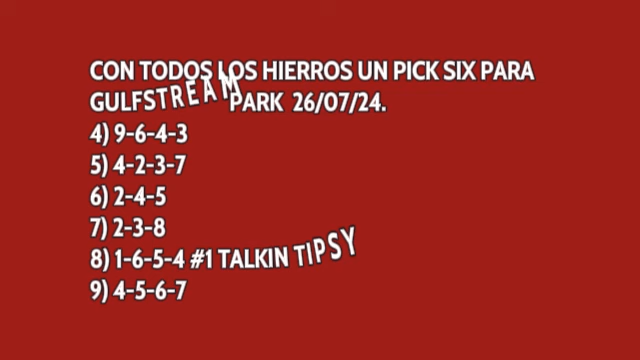 CON TODOS LOS HIERROS UN PICK SIX PARA
GULFSTREAM PARK 26/07/24.
4) 9-6-4-3
5) 4-2-3-7
6) 2-4-5
7) 2-3-8
8) 1-6-5-4 #1 TALKIN TIPSY
9) 4-5-6-7